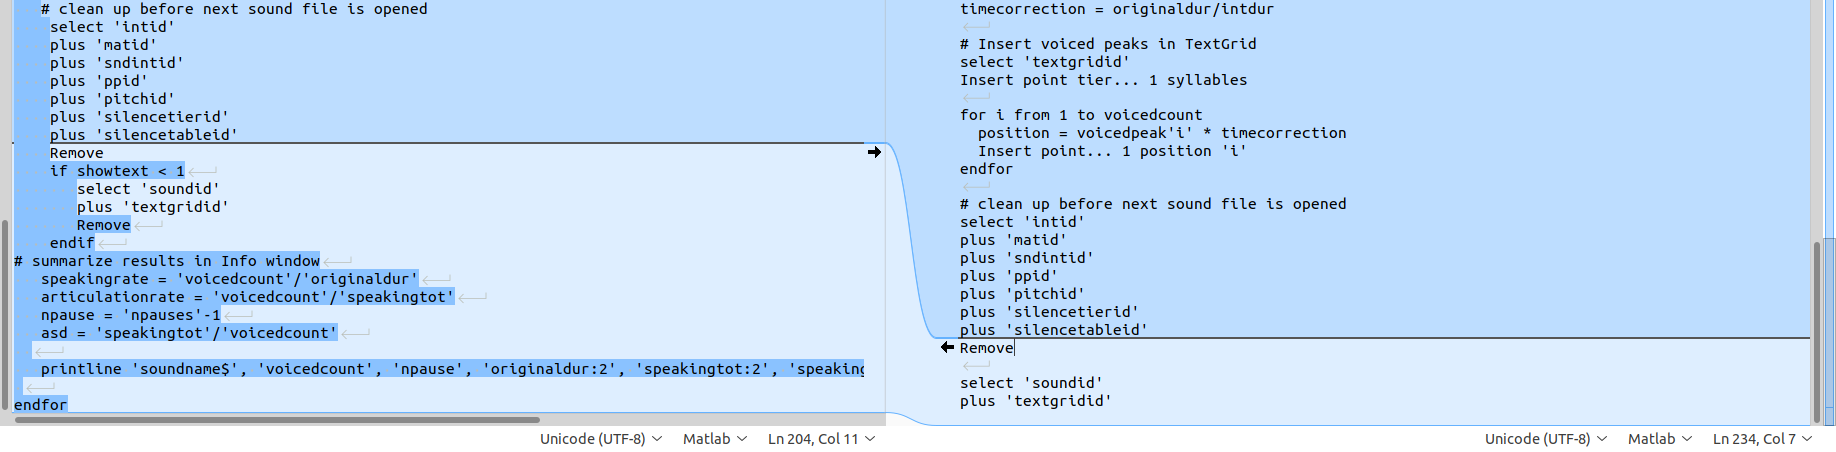 # clean up before next sound file is opened
select 'intid'
plus 'matid'
plus 'sndintid'
plus 'ppid'
plus 'pitchid'
plus 'silencetierid'
plus 'silencetableid'
Remove
if showtext < 1
select 'soundid'
plus 'textgridid'
Remove
endif
# summarize results in Info window
speakingrate = 'voicedcount'/'originaldur'
articulationrate = 'voicedcount'/'speakingtot'
npause = 'npauses'-1
asd = 'speakingtot'/'voicedcount'
printline 'soundname$', 'voicedcount', 'npause', 'originaldur:2', 'speakingtot:2', 'speaking
endfor
Unicode (UTF-8) Matlab Ln 204, Col 11
timecorrection = originaldur/intdur
# Insert voiced peaks in TextGrid
select 'textgridid'
Insert point tier... 1 syllables
for i from 1 to voicedcount
position = voicedpeak'i' * timecorrection
Insert point... 1 position 'i'
endfor
# clean up before next sound file is opened
select 'intid'
plus 'matid'
plus 'sndintid'
plus 'ppid'
plus 'pitchid'
plus 'silencetierid'
plus 'silencetableid'
Remove
select 'soundid'
plus 'textgridid'
Unicode (UTF-8) Matlab Ln 234, Col 7